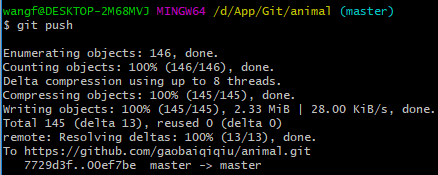 wangf@DESKTOP-2M68MVJ MINGW64 /d/App/Git/animal (master)
$ git push
Enumerating objects: 146, done.
Counting objects: 100% (146/146), done.
Delta compression using up to 8 threads.
Compressing objects: 100% (145/145), done.
Writing objects: 100% (145/145), 2.33 MiB | 28.00 KiB/s, done.
Total 145 (delta 13), reused 0 (delta 0)
remote: Resolving deltas: 100% (13/13), done.
To https://github.com/gaobaiqiqiu/animal.git
   7729d3f..00ef7be  master -> master